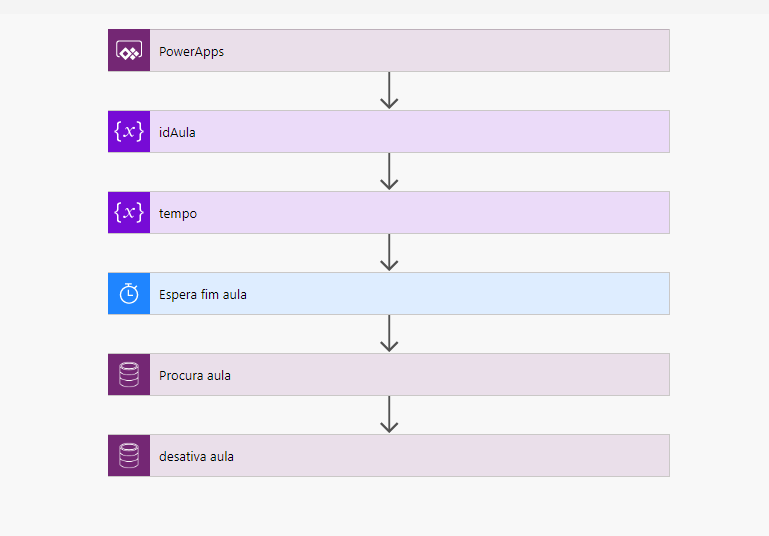 PowerApps
{x} idAula
{x} tempo
Espera fim aula
Procura aula
desativa aula